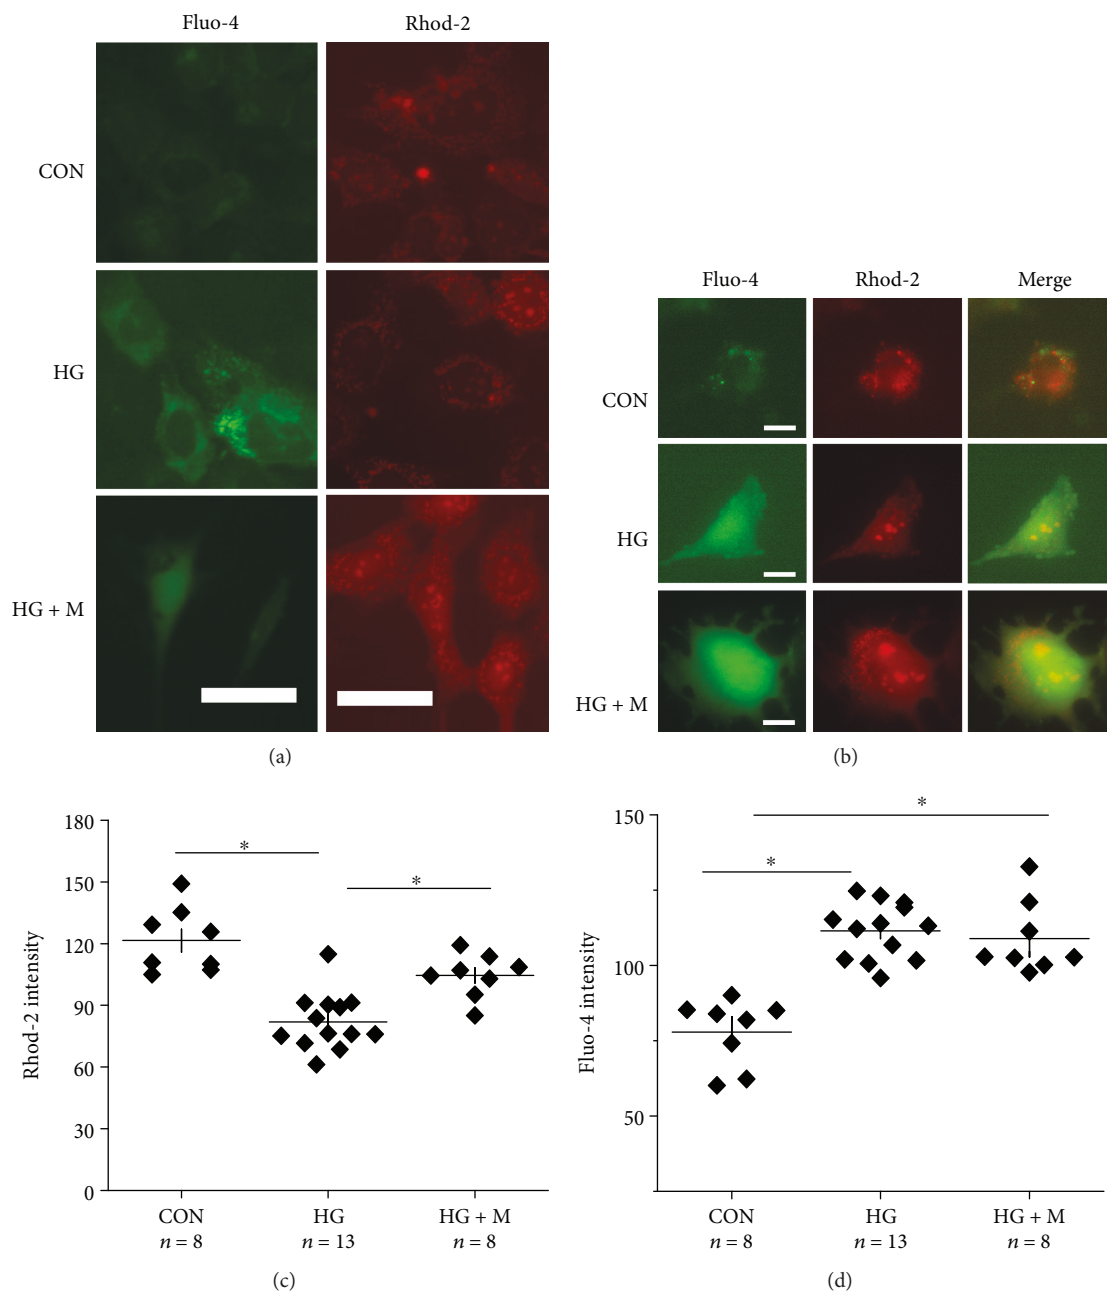 Fluo-4 Rhod-2
CON
HG
HG + M
(a)
Fluo-4 Rhod-2 Merge
CON
HG
HG + M
(b)
Rhod-2 intensity
180
150
120
90
60
30
0
* *
CON HG HG + M
n = 8 n = 13 n = 8
(c)
Fluo-4 intensity
150
100
50
* *
CON HG HG + M
n = 8 n = 13 n = 8
(d)